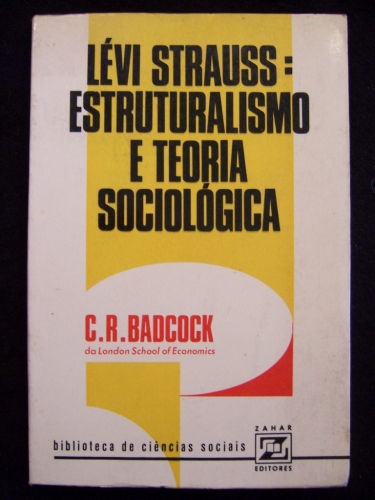 LÉVI STRAUSS:
ESTRUTURALISMO
E TEORIA
SOCIOLÓGICA
C.R. BADCOCK
da London School of Economics
biblioteca de ciências sociais
ZAHAR
EDITORES